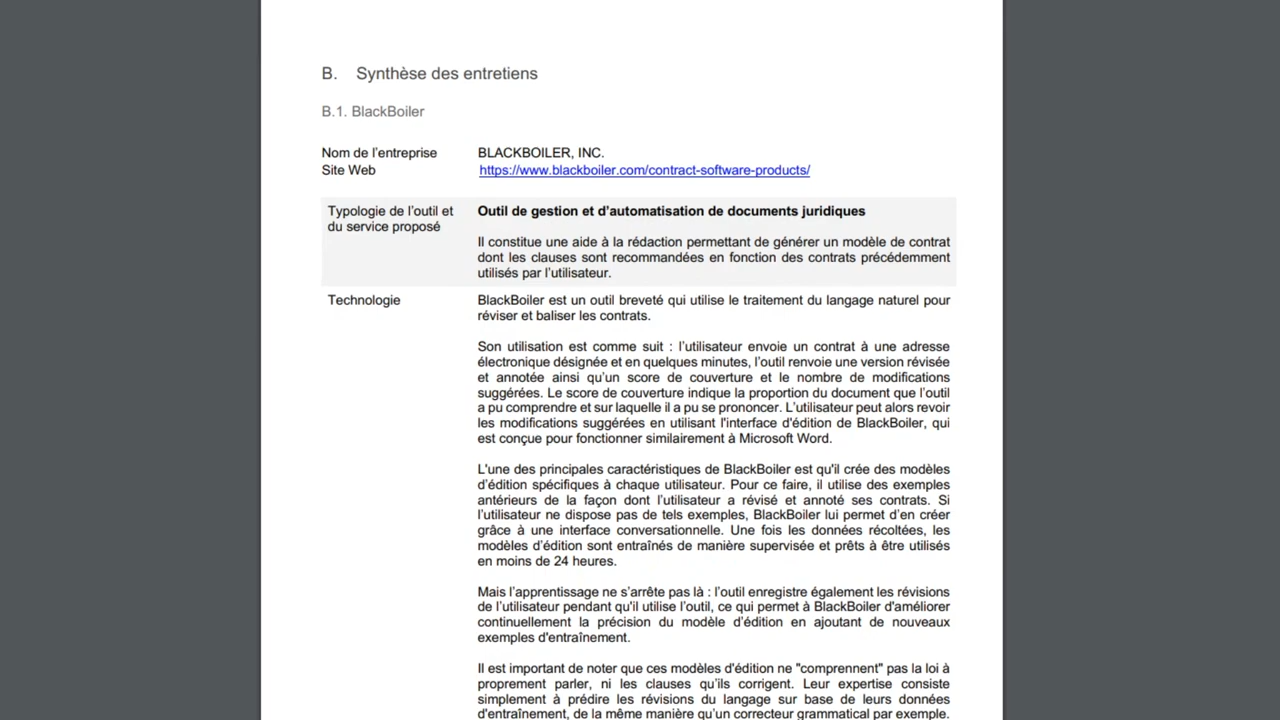 B. Synthèse des entretiens
B.1. BlackBoiler
Nom de l'entreprise BLACKBOILER, INC.
Site Web https://www.blackboiler.com/contract-software-products/
Typologie de l'outil et du service proposé
Outil de gestion et d'automatisation de documents juridiques
Il constitue une aide à la rédaction permettant de générer un modèle de contrat
dont les clauses sont recommandées en fonction des contrats précédemment
utilisés par l'utilisateur.
Technologie
BlackBoiler est un outil breveté qui utilise le traitement du langage naturel pour
réviser et baliser les contrats.
Son utilisation est comme suit : l'utilisateur envoie un contrat à une adresse
électronique désignée et en quelques minutes, l'outil renvoie une version révisée
et annotée ainsi qu'un score de couverture et le nombre de modifications
suggérées. Le score de couverture indique la proportion du document que l'outil
a pu comprendre et sur laquelle il a pu se prononcer. L'utilisateur peut alors revoir
les modifications suggérées en utilisant l'interface d'édition de BlackBoiler, qui
est conçue pour fonctionner similairement à Microsoft Word.
L'une des principales caractéristiques de BlackBoiler est qu'il crée des modèles
d'édition spécifiques à chaque utilisateur. Pour ce faire, il utilise des exemples
antérieurs de la façon dont l'utilisateur a révisé et annoté ses contrats. Si
l'utilisateur ne dispose pas de tels exemples, BlackBoiler lui permet d'en créer
grâce à une interface conversationnelle. Une fois les données récoltées, les
modèles d'édition sont entraînés de manière supervisée et prêts à être utilisés
en moins de 24 heures.
Mais l'apprentissage ne s'arrête pas là : l'outil enregistre également les révisions
de l'utilisateur pendant qu'il utilise l'outil, ce qui permet à BlackBoiler d'améliorer
continuellement la précision du modèle d'édition en ajoutant de nouveaux
exemples d'entraînement.
Il est important de noter que ces modèles d'édition ne "comprennent" pas la loi à
proprement parler, ni les clauses qu'ils corrigent. Leur expertise consiste
simplement à prédire les révisions du langage sur base de leurs données
d'entraînement, de la même manière qu'un correcteur grammatical par exemple.